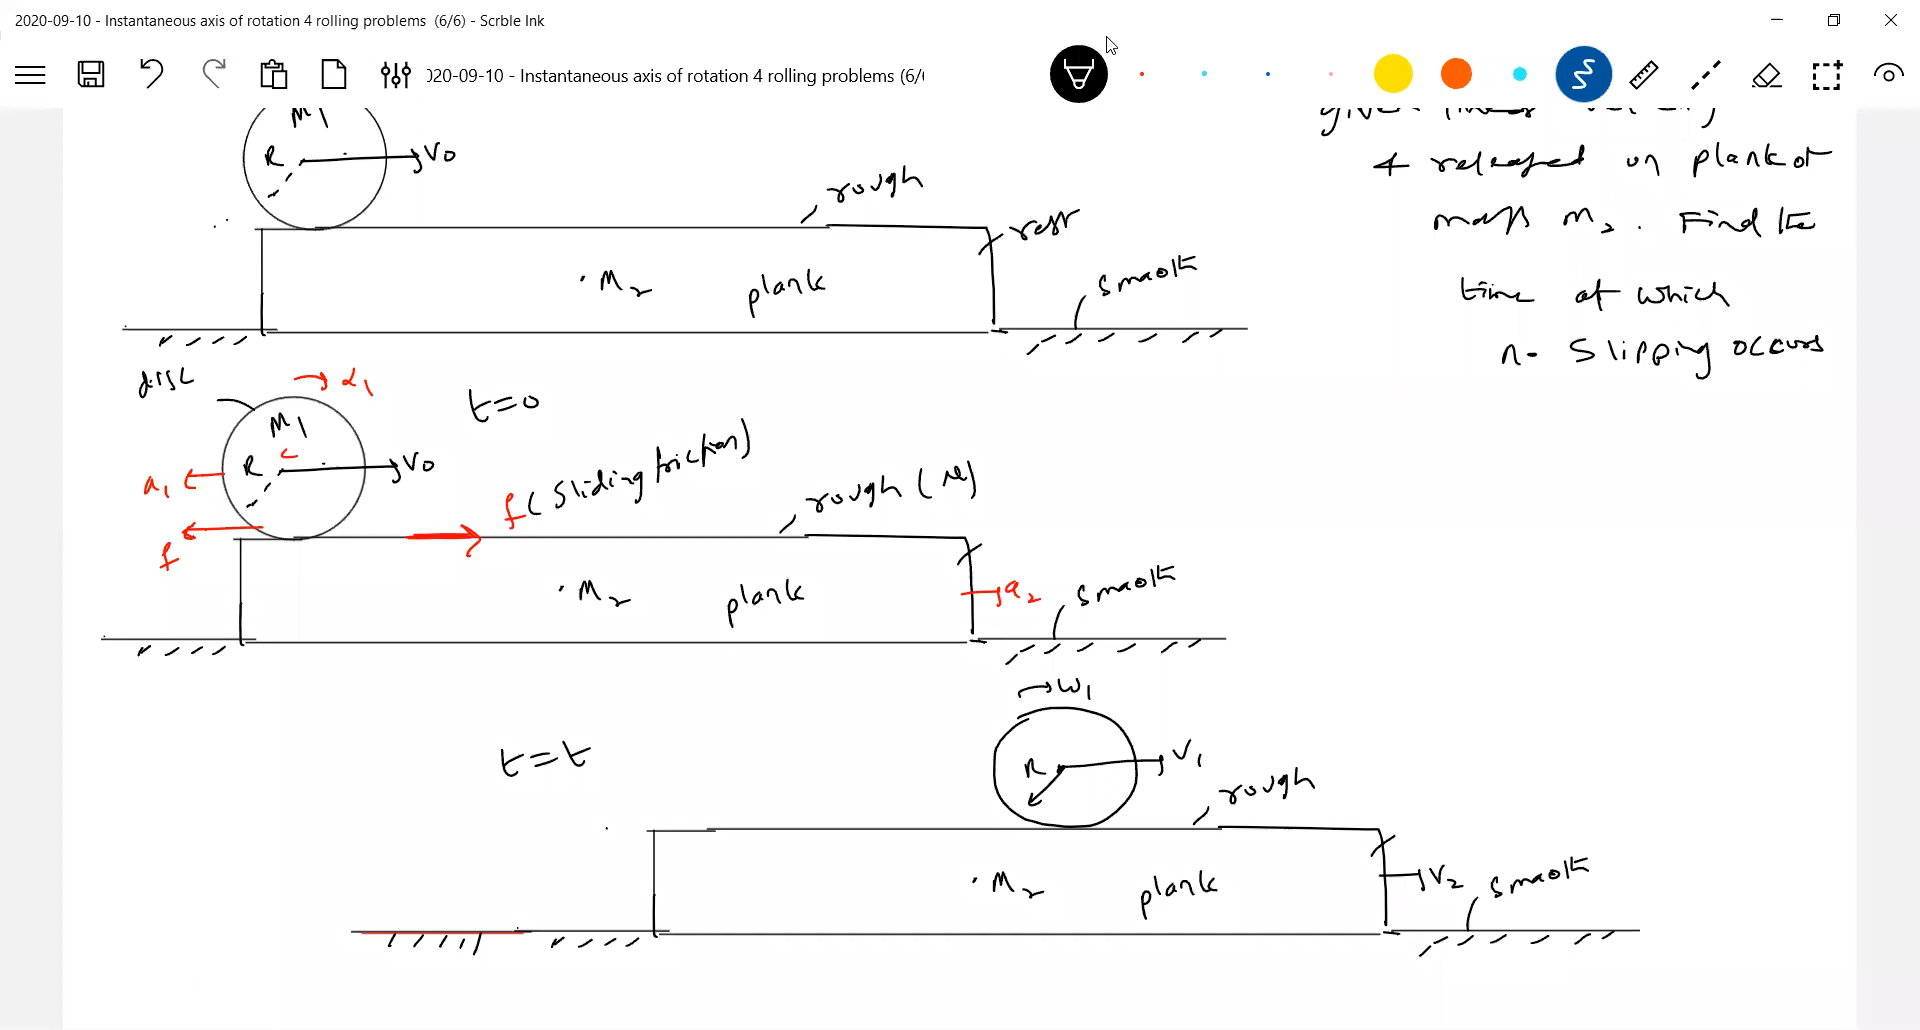 2020-09-10 - Instantaneous axis of rotation 4 rolling problems (6/6) - Scrble Ink
020-09-10 - Instantaneous axis of rotation 4 rolling problems (6/
M1
R
V0
rough
rest
M2
plank
smooth
& released on plank of
mass m2. Find the
time at which
no slipping occurs
disc
α1
t=0
M1
C
R
V0
a1
f
f (sliding friction)
rough (μ)
M2
plank
a2
smooth
ω1
t=t
R
V1
rough
M2
plank
V2
smooth